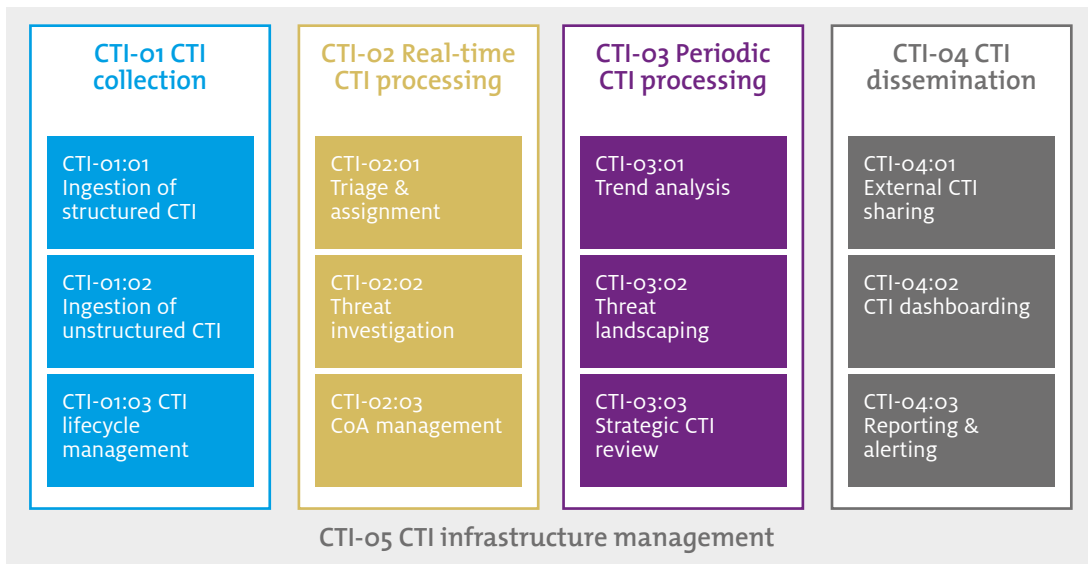 CTI-01 CTI
collection
CTI-01:01
Ingestion of
structured CTI
CTI-01:02
Ingestion of
unstructured CTI
CTI-01:03 CTI
lifecycle
management
CTI-02 Real-time
CTI processing
CTI-02:01
Triage &
assignment
CTI-02:02
Threat
investigation
CTI-02:03
CoA management
CTI-03 Periodic
CTI processing
CTI-03:01
Trend analysis
CTI-03:02
Threat
landscaping
CTI-03:03
Strategic CTI
review
CTI-04 CTI
dissemination
CTI-04:01
External CTI
sharing
CTI-04:02
CTI dashboarding
CTI-04:03
Reporting &
alerting
CTI-05 CTI infrastructure management